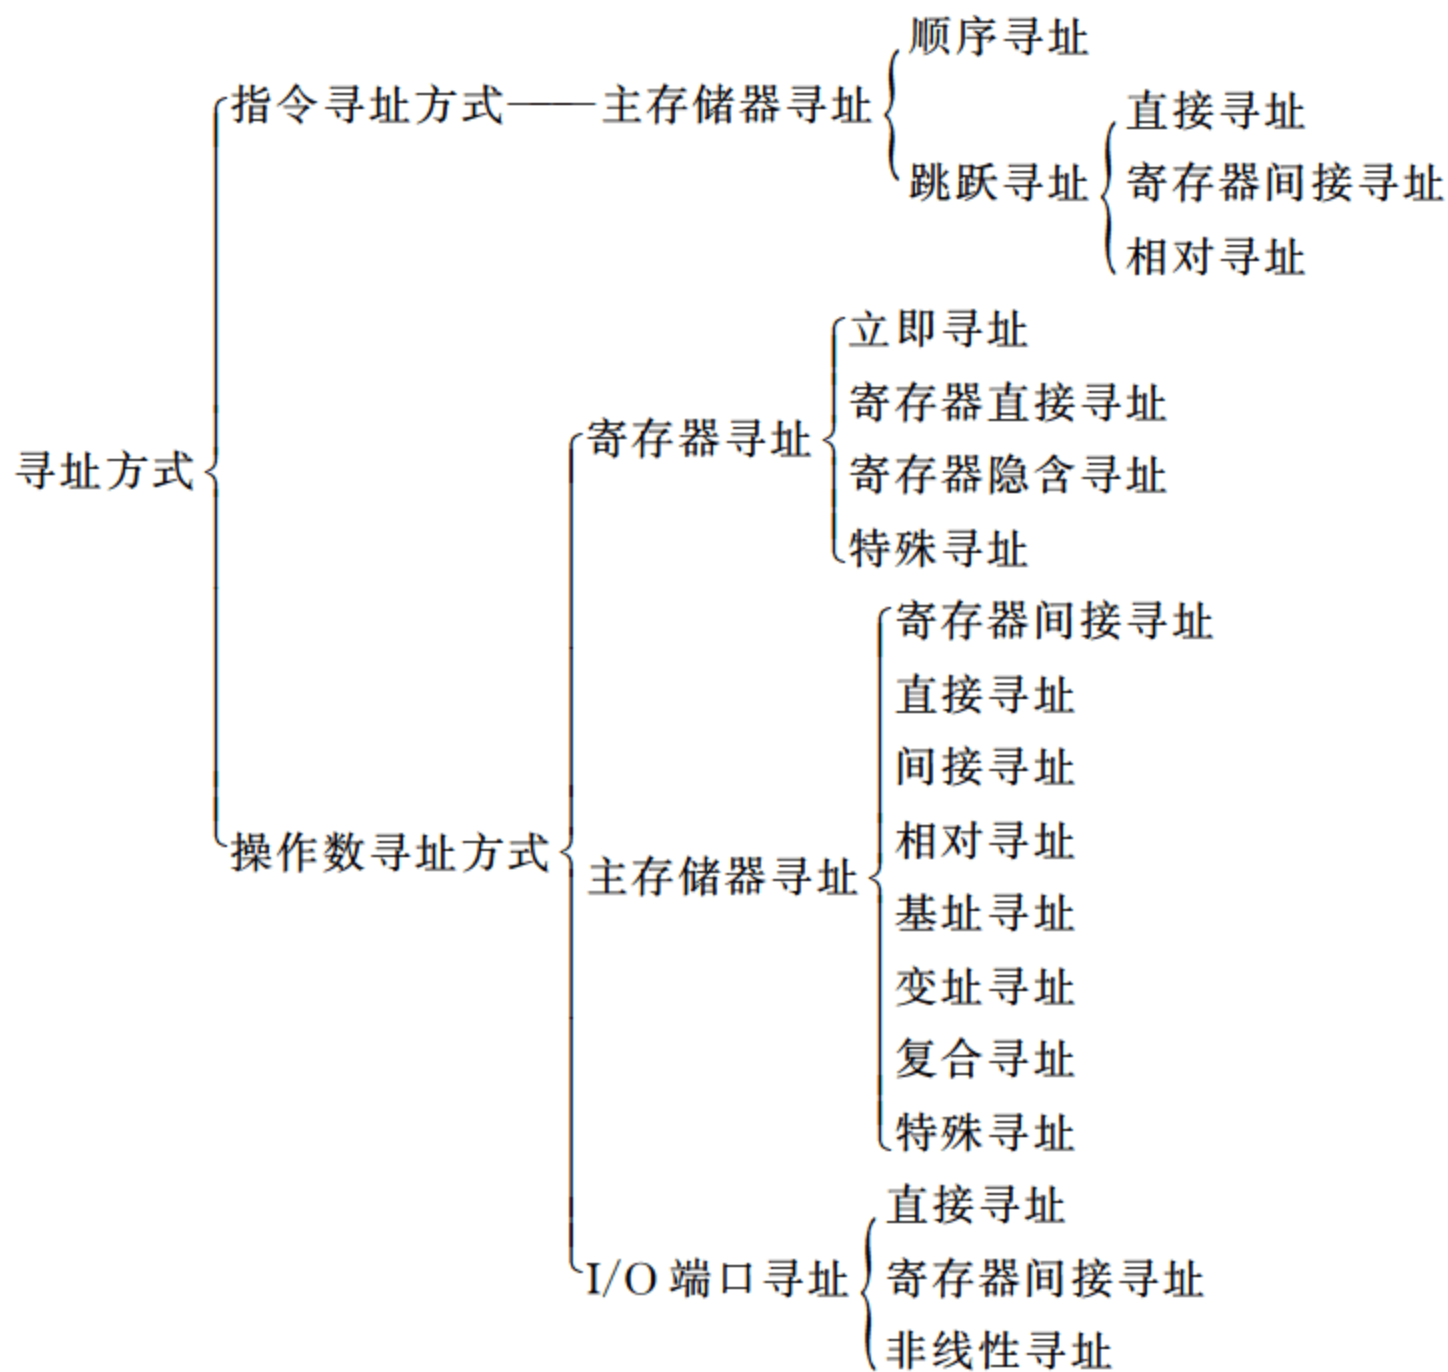 顺序寻址
指令寻址方式——主存储器寻址
直接寻址
跳跃寻址
寄存器间接寻址
相对寻址
立即寻址
寄存器直接寻址
寄存器寻址
寄存器隐含寻址
寻址方式
特殊寻址
寄存器间接寻址
直接寻址
间接寻址
相对寻址
操作数寻址方式
主存储器寻址
基址寻址
变址寻址
复合寻址
特殊寻址
直接寻址
I/O 端口寻址
寄存器间接寻址
非线性寻址